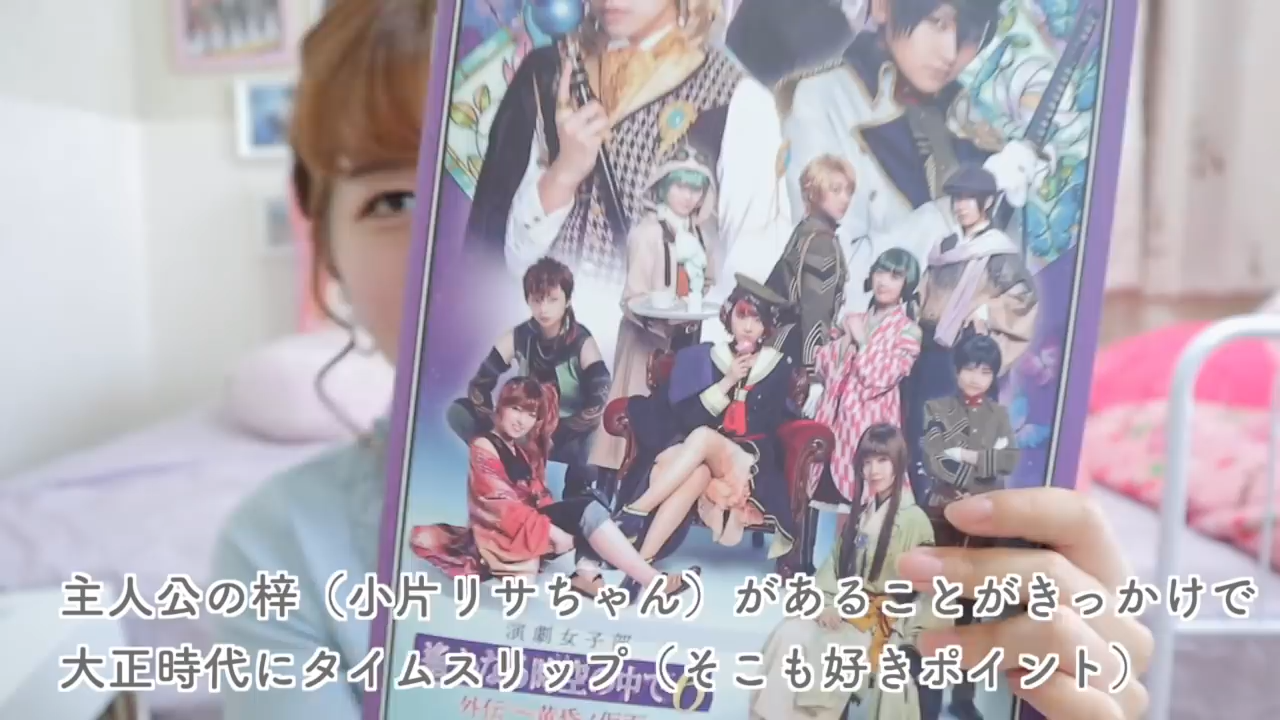 演劇女子部
主人公の梓（小片リサちゃん）があることがきっかけで
大正時代にタイムスリップ（そこも好きポイント）